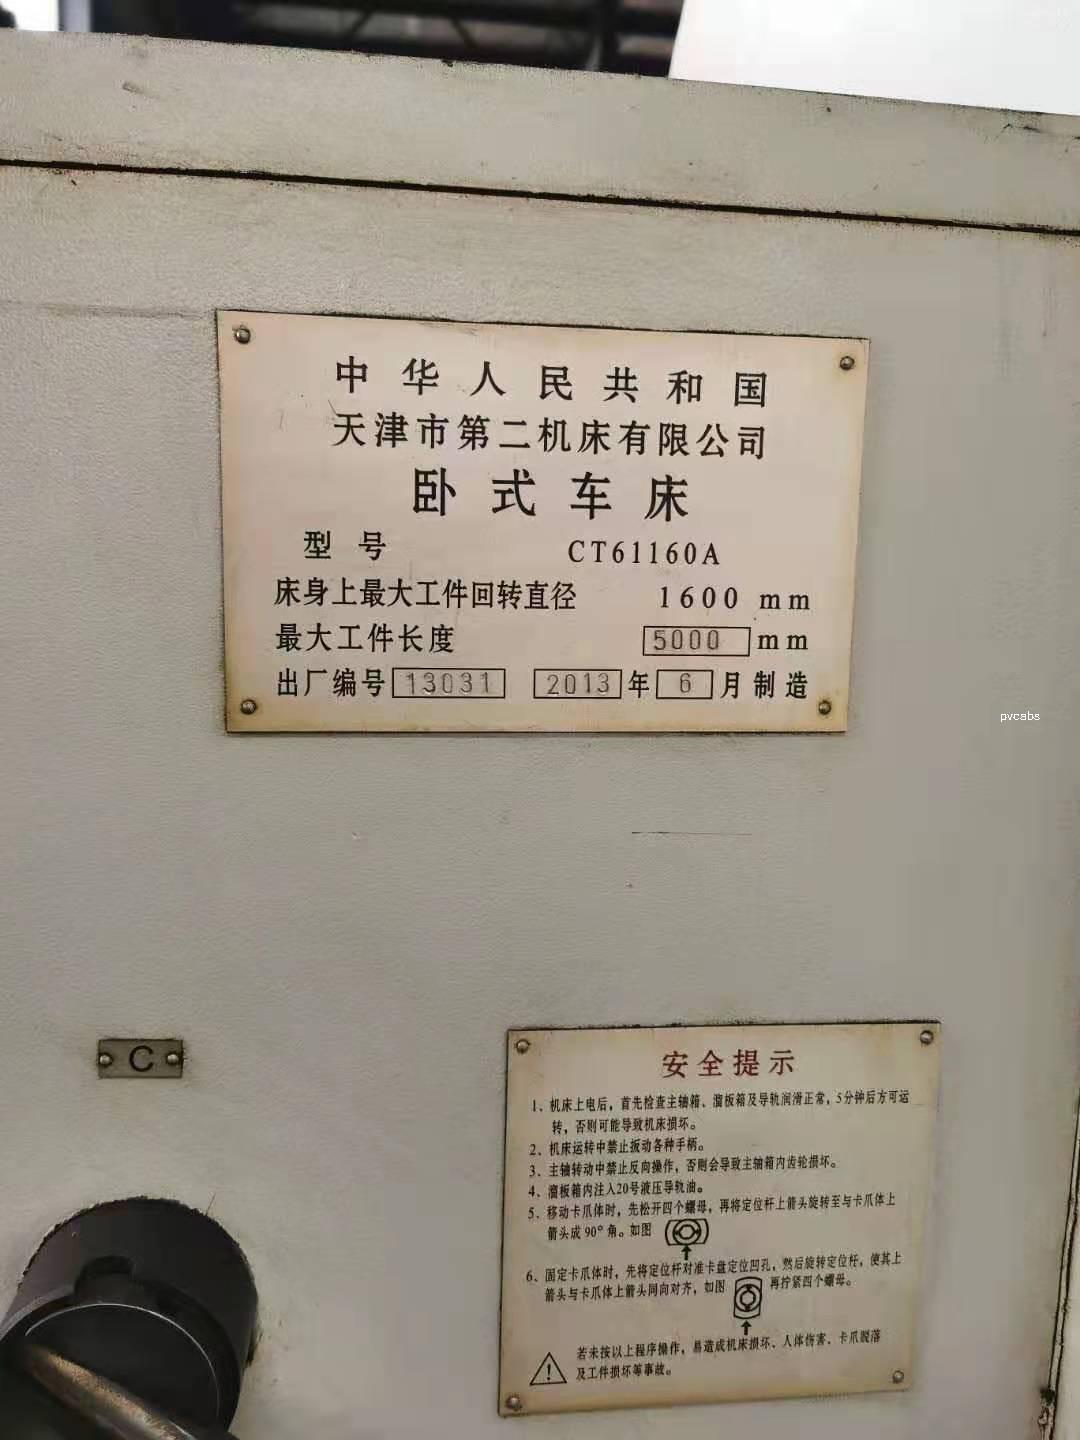 中华人民共和国
天津市第二机床有限公司
卧式车床
型号 CT61160A
床身上最大工件回转直径 1600 mm
最大工件长度 5000 mm
出厂编号 13031 2013 年 6 月制造
pvcabs
C
安全提示
1、机床上电后，首先检查主轴箱、溜板箱及导轨润滑正常，5分钟后方可运
转，否则可能导致机床损坏。
2、机床运转中禁止扳动各种手柄。
3、主轴转动中禁止反向操作，否则会导致主轴箱内齿轮损坏。
4、溜板箱内注入20号液压导轨油。
5、移动卡爪体时，先松开四个螺母，再将定位杆上箭头旋转至与卡爪体上
箭头成 90° 角。如图
6、固定卡爪体时，先将定位杆对准卡盘定位凹孔，然后旋转定位杆，使其上
箭头与卡爪体上箭头同向对齐，如图 再拧紧四个螺母。
若未按以上程序操作，易造成机床损坏、人体伤害、卡爪脱落
及工件损坏等事故。